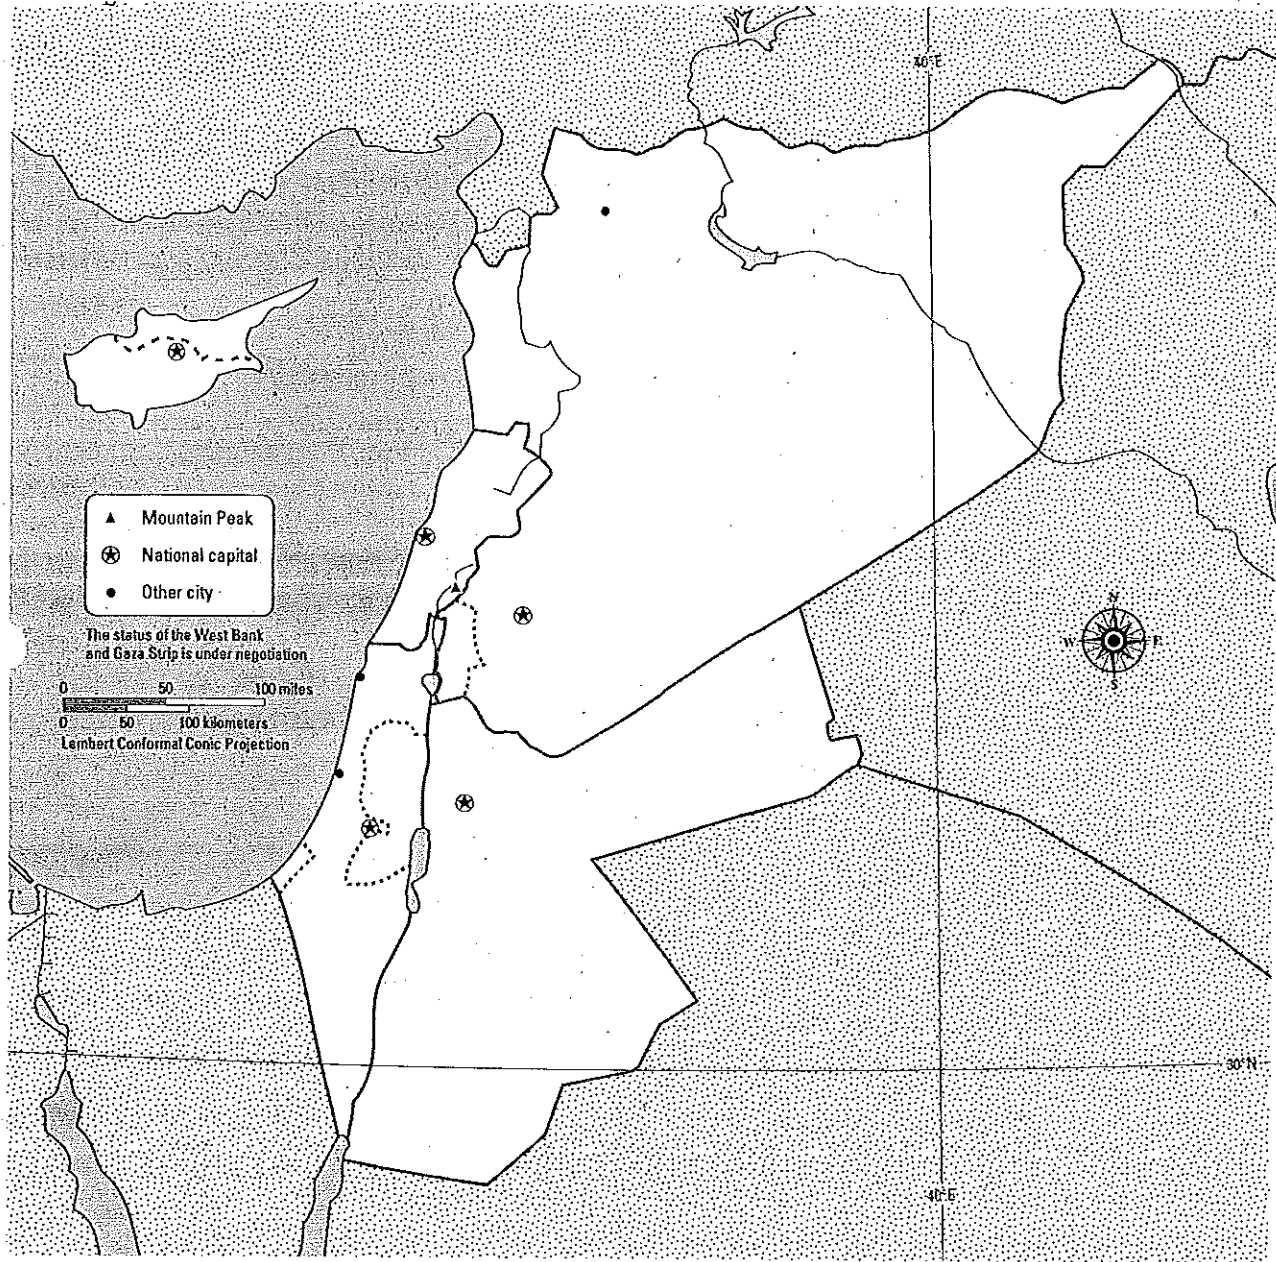 40°E
Mountain Peak
National capital
Other city
The status of the West Bank
and Gaza Strip is under negotiation
0 50 100 miles
0 50 100 kilometers
Lambert Conformal Conic Projection
N
W E
S
30°N
40°E